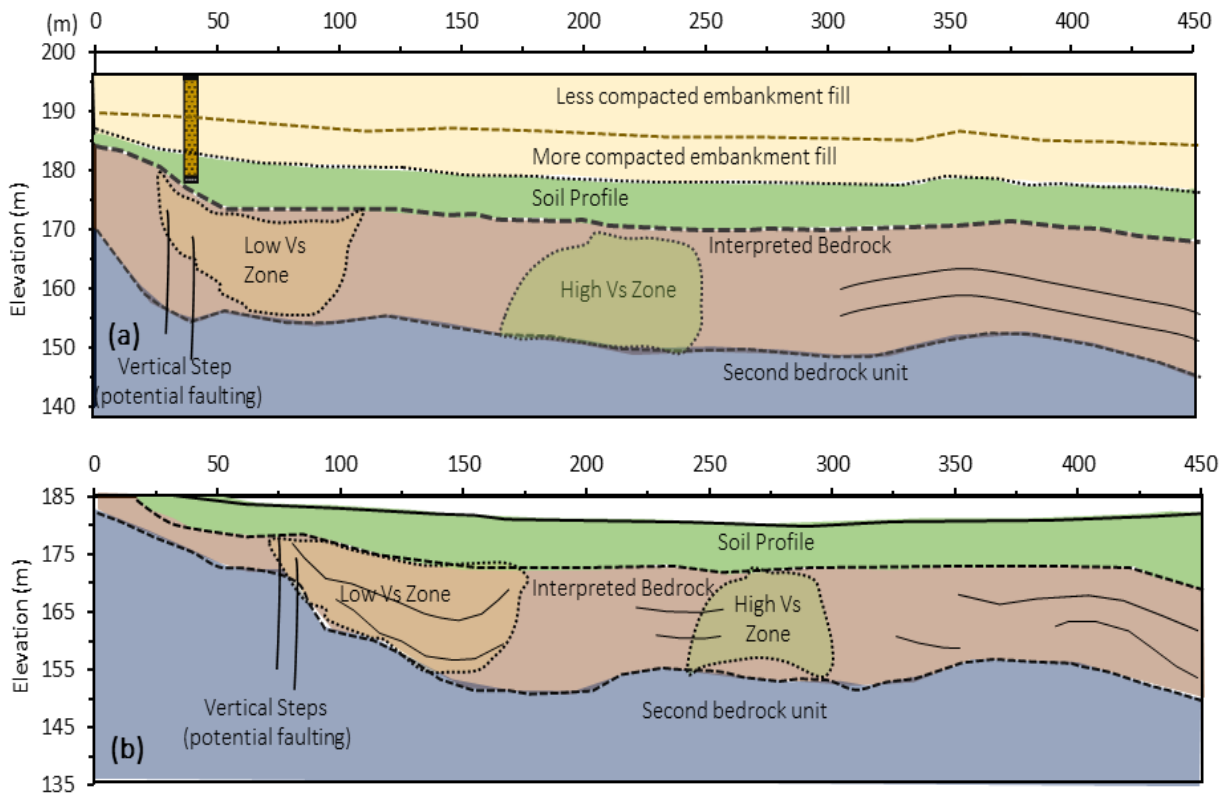 (m) 0 50 100 150 200 250 300 350 400 450
200
190
180
170
160
150
140
Elevation (m)
Less compacted embankment fill
More compacted embankment fill
Soil Profile
Interpreted Bedrock
Low Vs
Zone
High Vs Zone
(a)
Vertical Step
(potential faulting)
Second bedrock unit
0 50 100 150 200 250 300 350 400 450
185
175
165
155
145
135
Elevation (m)
Soil Profile
Low Vs Zone
Interpreted Bedrock
High Vs
Zone
Vertical Steps
(potential faulting)
Second bedrock unit
(b)